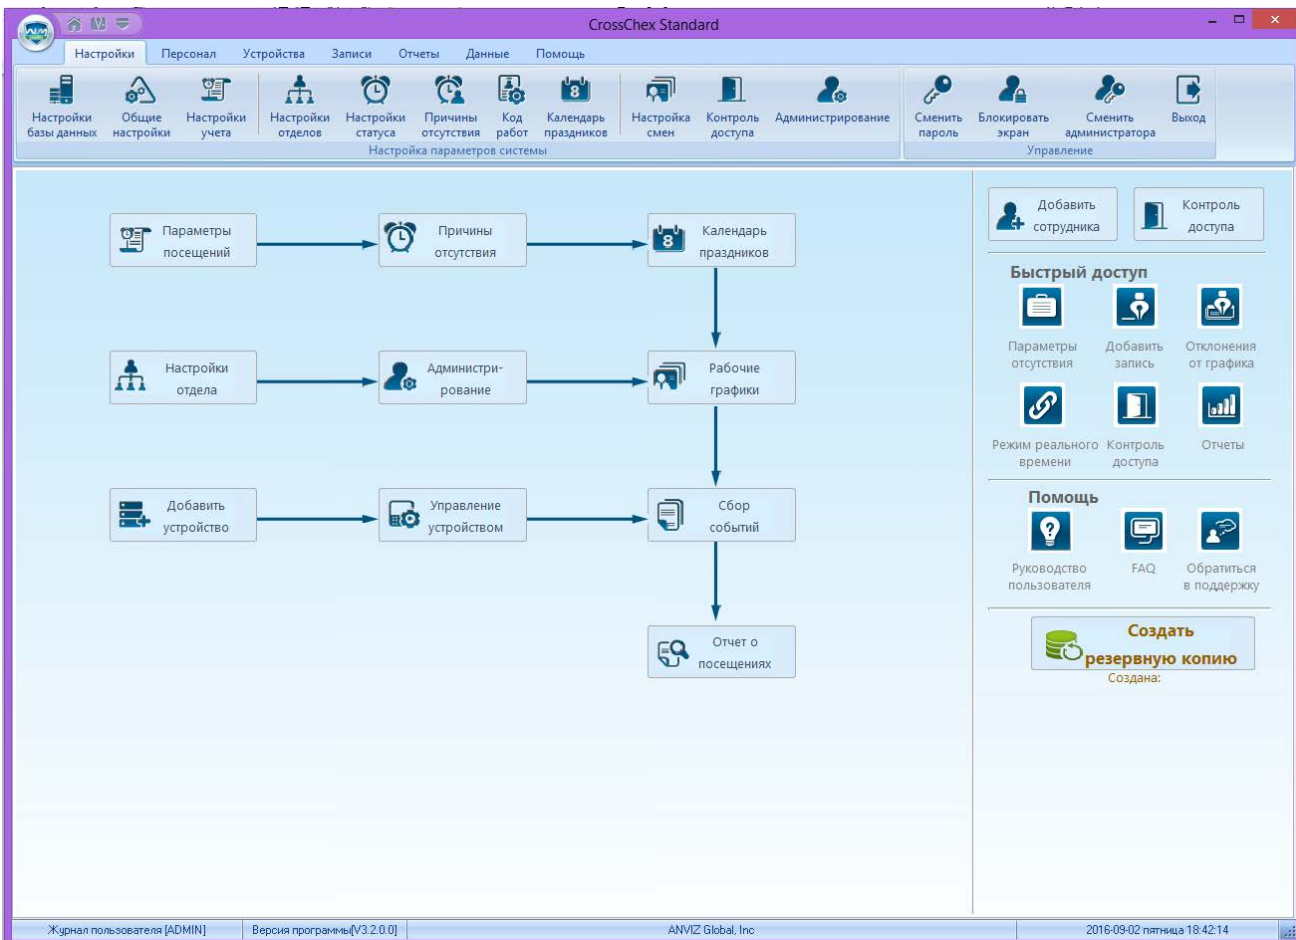 CrossChex Standard
Настройки Персонал Устройства Записи Отчеты Данные Помощь
Настройки Общие Настройки Настройки Настройки Причины Код Календарь Настройка Контроль Администрирование Сменить Блокировать Сменить Выход
базы данных настройки учета отделов статуса отсутствия работ праздников смен доступа пароль экран администратора
Настройка параметров системы Управление
Параметры Причины Календарь
посещений отсутствия праздников
Настройки Администри- Рабочие
отдела рование графики
Добавить Управление Сбор
устройство устройством событий
Отчет о
посещениях
Добавить Контроль
сотрудника доступа
Быстрый доступ
Параметры Добавить Отклонения
отсутствия запись от графика
Режим реального Контроль Отчеты
времени доступа
Помощь
Руководство FAQ Обратиться
пользователя в поддержку
Создать
резервную копию
Создана:
Журнал пользователя [ADMIN] Версия программы[V3.2.0.0] ANVIZ Global, Inc 2016-09-02 пятница 18:42:14